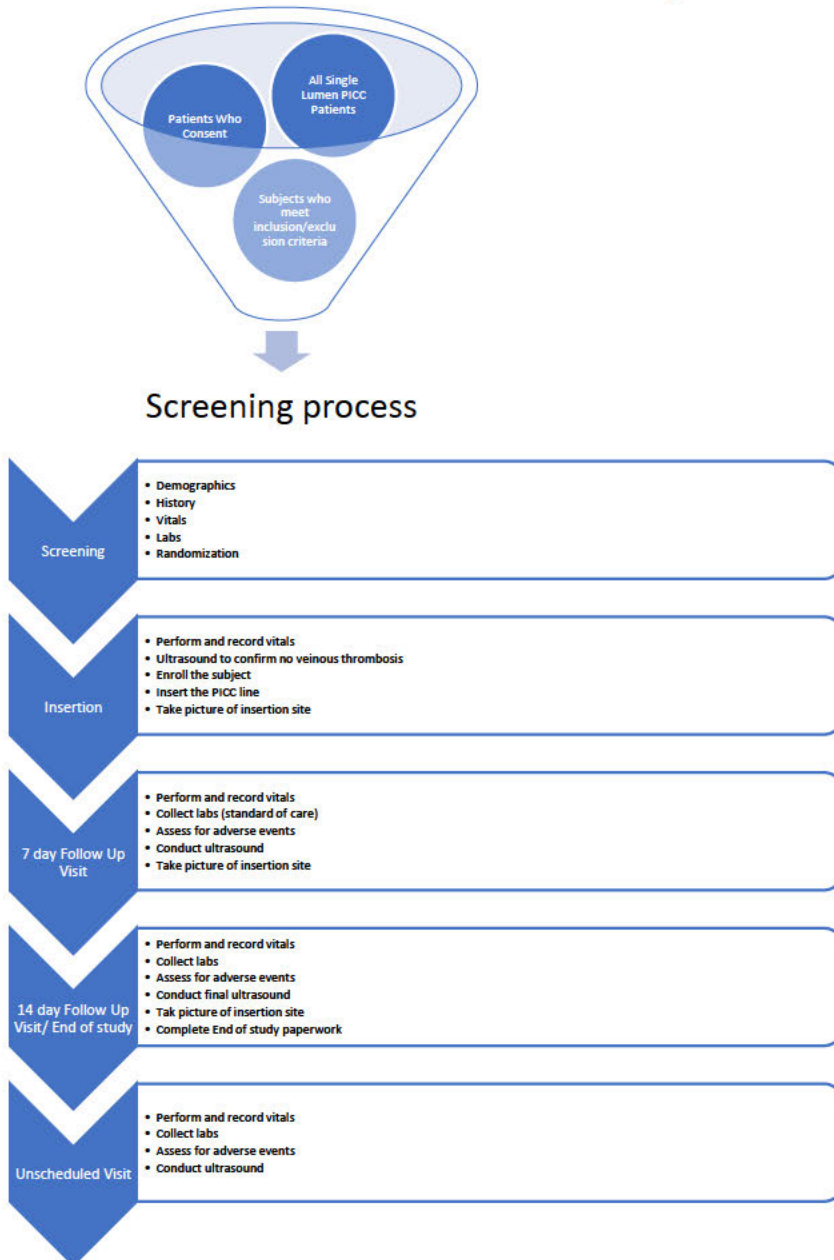 All Single
Lumen PICC
Patients
Patients Who
Consent
Subjects who
meet
inclusion/exclu
sion criteria
Screening process
Screening
• Demographics
• History
• Vitals
• Labs
• Randomization
Insertion
• Perform and record vitals
• Ultrasound to confirm no veinous thrombosis
• Enroll the subject
• Insert the PICC line
• Take picture of insertion site
7 day Follow Up
Visit
• Perform and record vitals
• Collect labs (standard of care)
• Assess for adverse events
• Conduct ultrasound
• Take picture of insertion site
14 day Follow Up
Visit/ End of study
• Perform and record vitals
• Collect labs
• Assess for adverse events
• Conduct final ultrasound
• Tak picture of insertion site
• Complete End of study paperwork
Unscheduled Visit
• Perform and record vitals
• Collect labs
• Assess for adverse events
• Conduct ultrasound